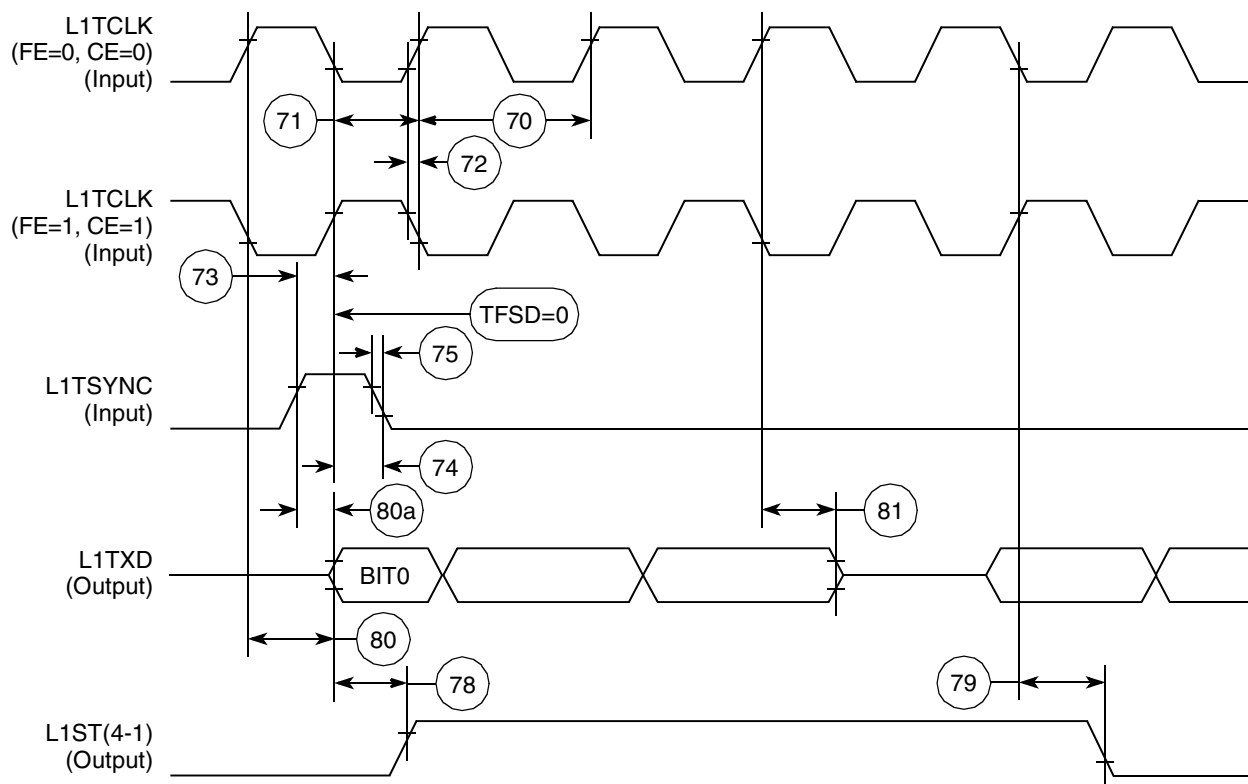 L1TCLK
(FE=0, CE=0)
(Input)
71
70
72
L1TCLK
(FE=1, CE=1)
(Input)
73
TFSD=0
75
L1TSYNC
(Input)
74
80a
81
L1TXD
(Output)
BIT0
80
78
79
L1ST(4-1)
(Output)